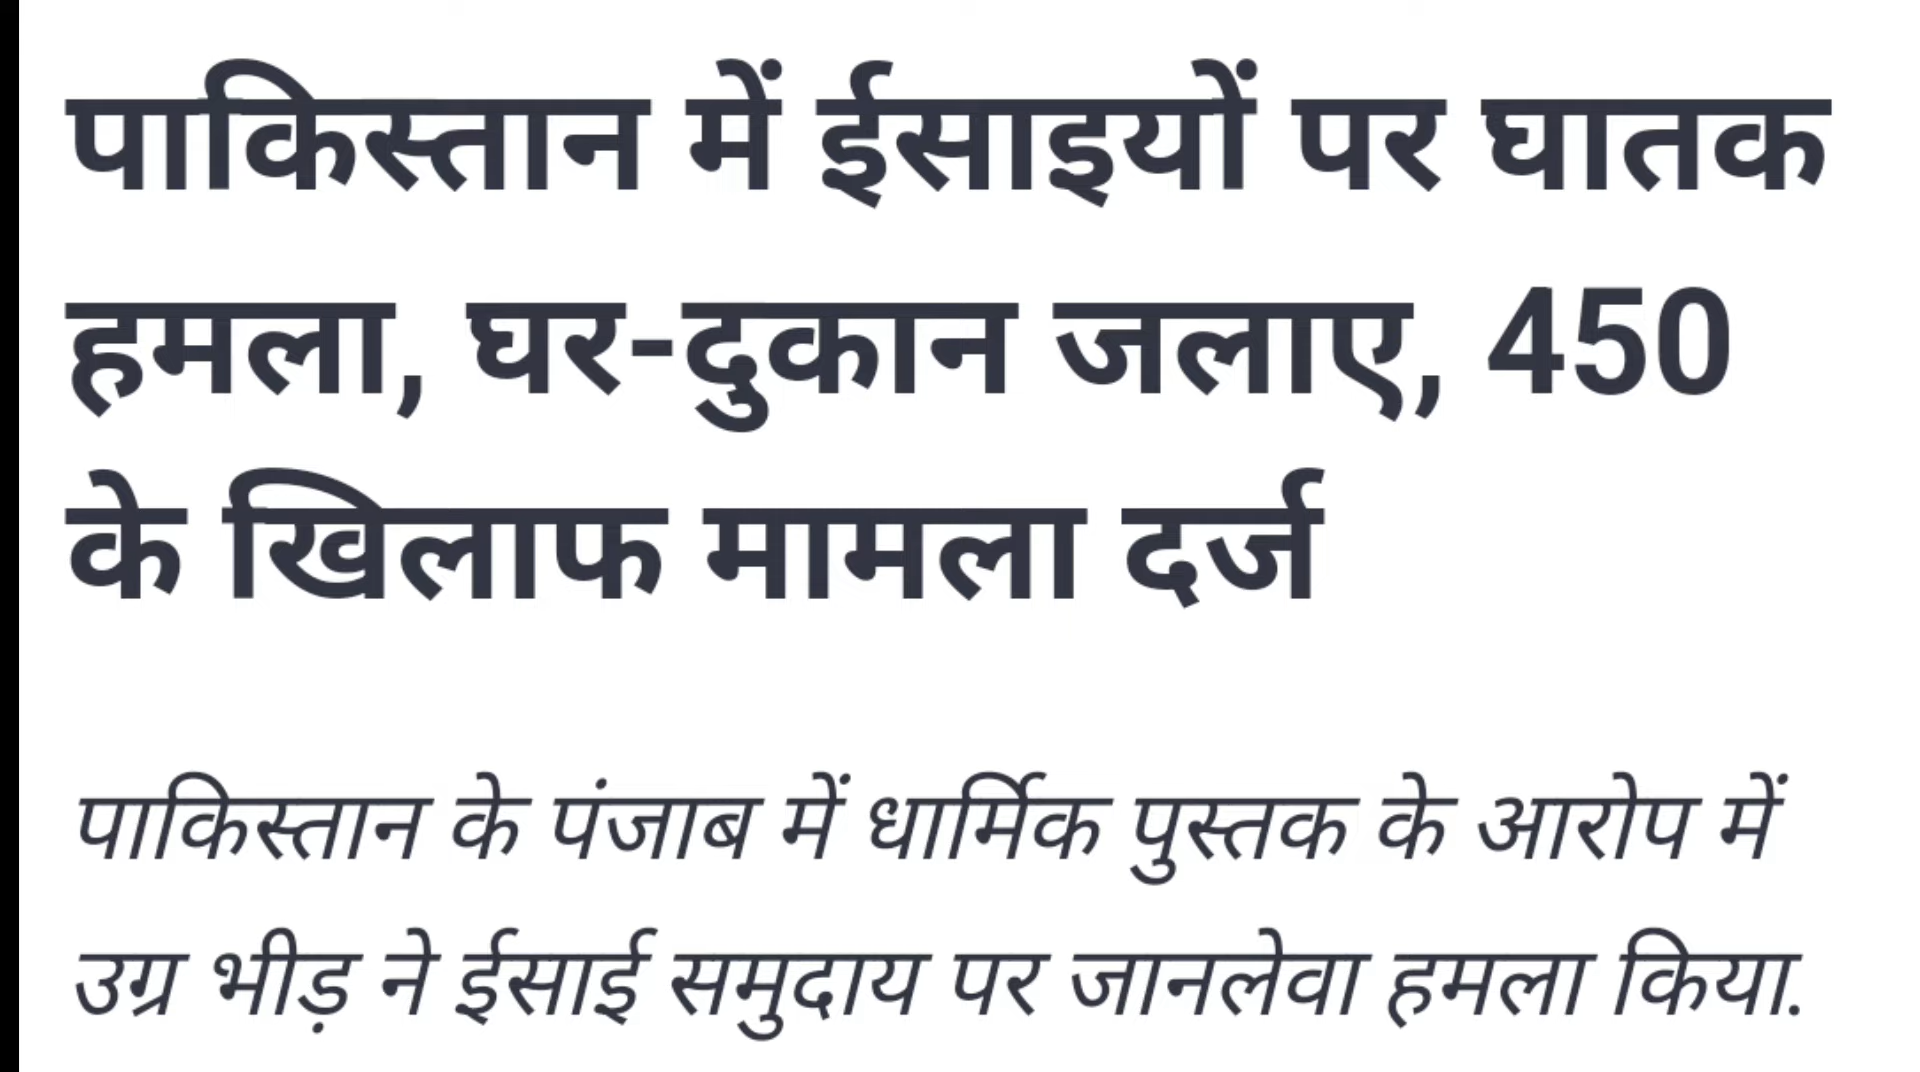 पाकिस्तान में ईसाइयों पर घातक
हमला, घर-दुकान जलाए, 450
के खिलाफ मामला दर्ज
पाकिस्तान के पंजाब में धार्मिक पुस्तक के आरोप में
उग्र भीड़ ने ईसाई समुदाय पर जानलेवा हमला किया.